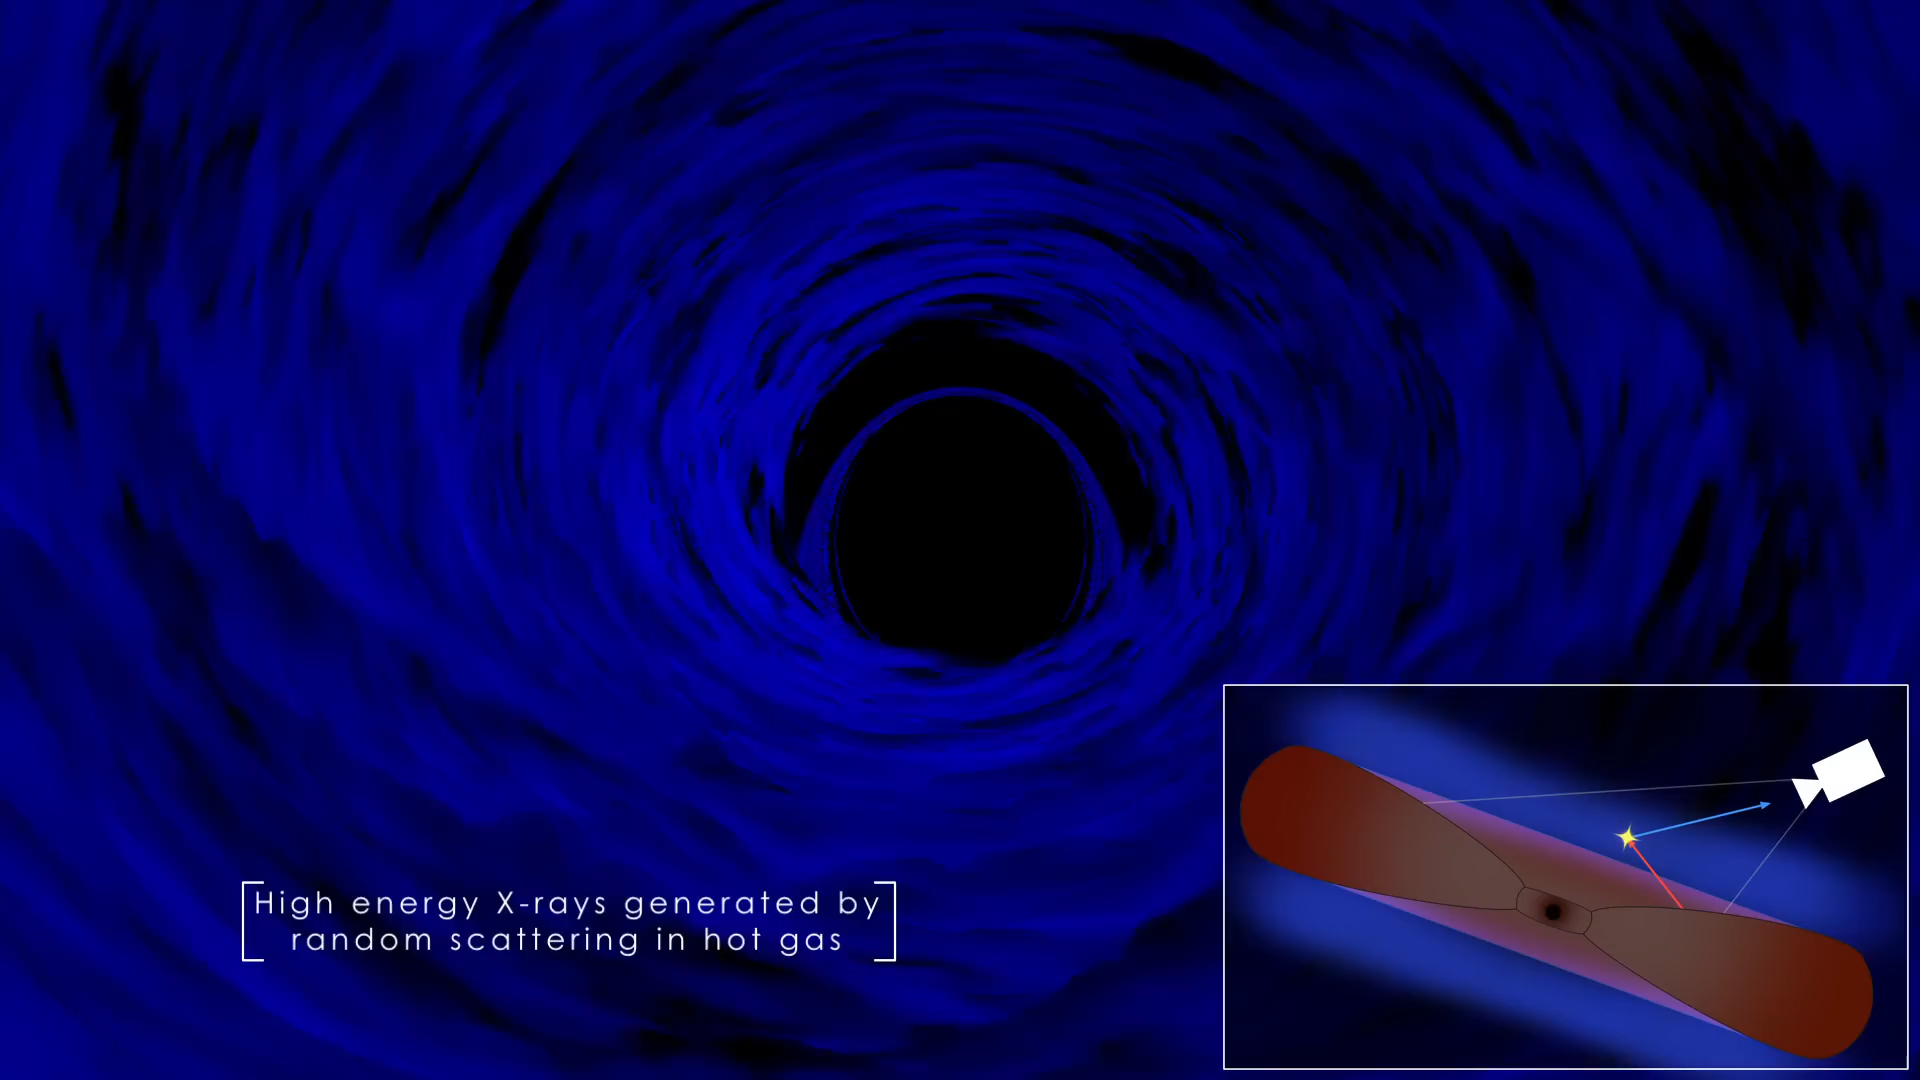 High energy X-rays generated by
random scattering in hot gas